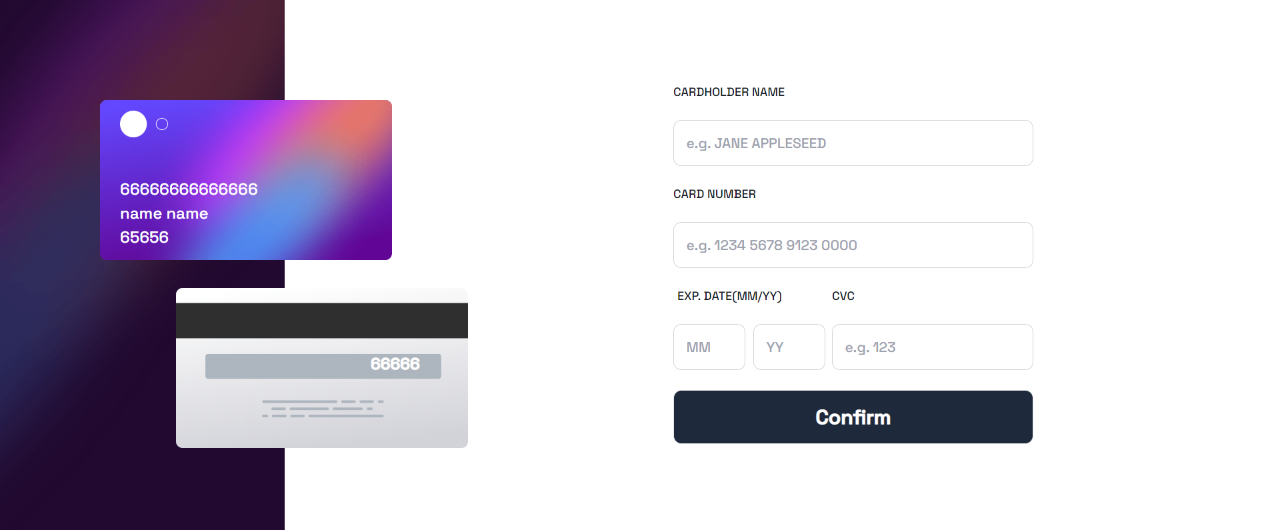 66666666666666
name name
65656
66666
CARDHOLDER NAME
e.g. JANE APPLESEED
CARD NUMBER
e.g. 1234 5678 9123 0000
EXP. DATE(MM/YY) CVC
MM YY e.g. 123
Confirm